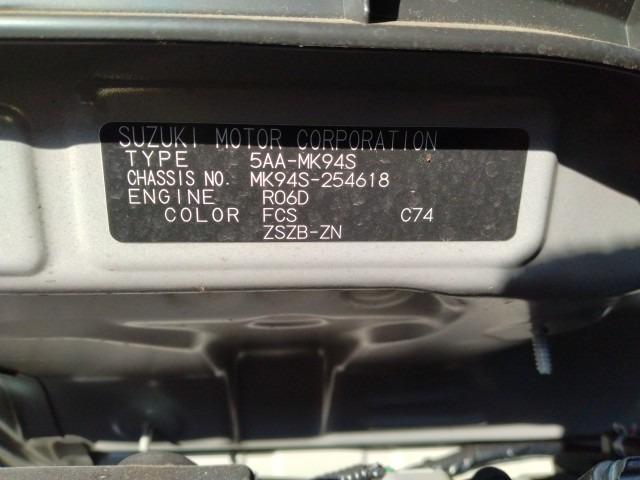 SUZUKI MOTOR CORPORATION
TYPE 5AA-MK94S
CHASSIS NO. MK94S-254618
ENGINE R06D
COLOR FCS C74
ZSZB-ZN